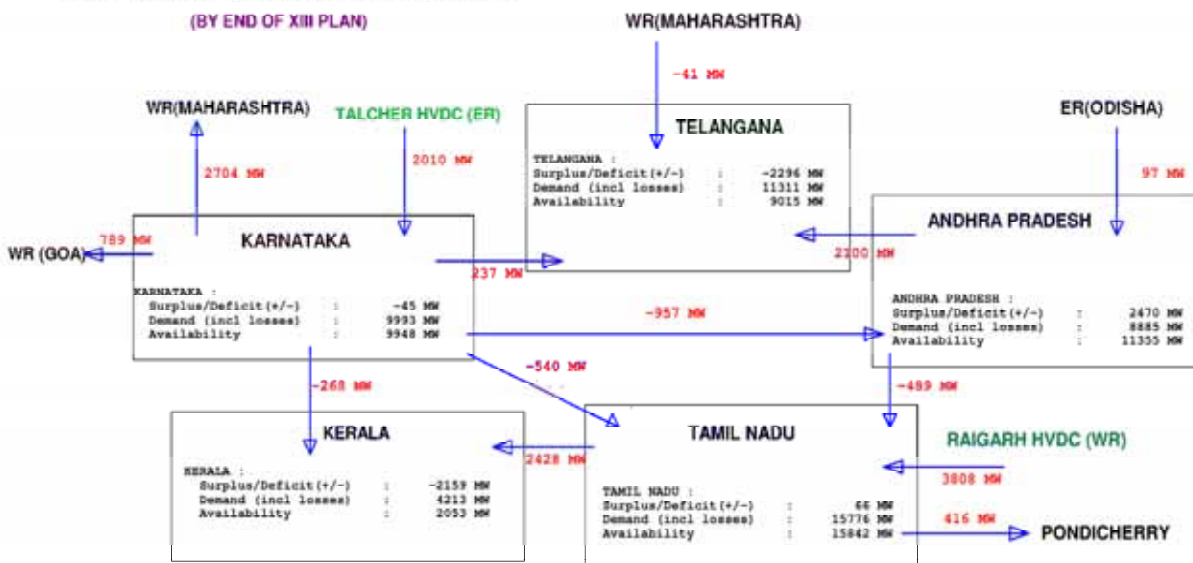 (BY END OF XIII PLAN)
WR(MAHARASHTRA)
-41 MW
WR(MAHARASHTRA)
TALCHER HVDC (ER)
ER(ODISHA)
2704 MW
2010 MW
97 MW
TELANGANA
TELANGANA :
Surplus/Deficit(+/-) : -2296 MW
Demand (incl losses) : 11311 MW
Availability : 9015 MW
789 MW
WR (GOA)
KARNATAKA
237 MW
2100 MW
ANDHRA PRADESH
KARNATAKA :
Surplus/Deficit(+/-) : -45 MW
Demand (incl losses) : 9993 MW
Availability : 9948 MW
-957 MW
ANDHRA PRADESH :
Surplus/Deficit(+/-) : 2470 MW
Demand (incl losses) : 8885 MW
Availability : 11355 MW
-268 MW
-540 MW
-489 MW
KERALA
2428 MW
TAMIL NADU
RAIGARH HVDC (WR)
3808 MW
KERALA :
Surplus/Deficit(+/-) : -2159 MW
Demand (incl losses) : 4213 MW
Availability : 2053 MW
TAMIL NADU :
Surplus/Deficit(+/-) : 66 MW
Demand (incl losses) : 15776 MW
Availability : 15842 MW
416 MW
PONDICHERRY